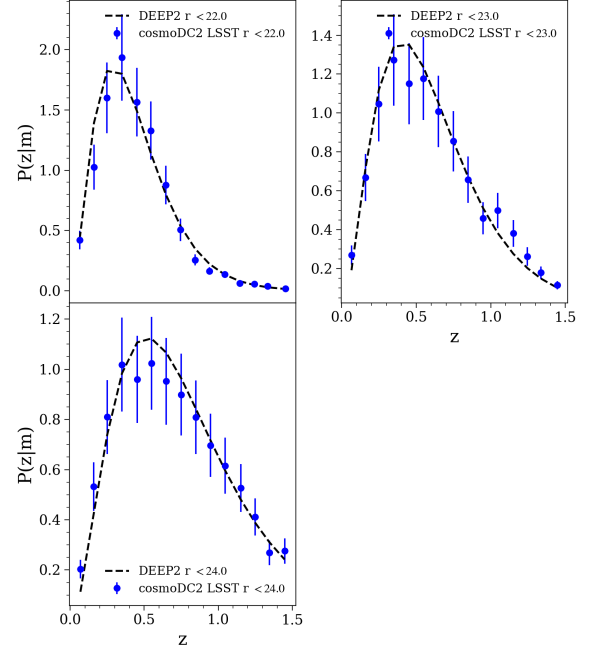 DEEP2 r < 22.0
cosmoDC2 LSST r < 22.0
2.0
1.5
1.0
0.5
0.0
P(z|m)
DEEP2 r < 23.0
cosmoDC2 LSST r < 23.0
1.4
1.2
1.0
0.8
0.6
0.4
0.2
0.0
0.5
1.0
1.5
z
1.2
1.0
0.8
0.6
0.4
0.2
P(z|m)
DEEP2 r < 24.0
cosmoDC2 LSST r < 24.0
0.0
0.5
1.0
1.5
z